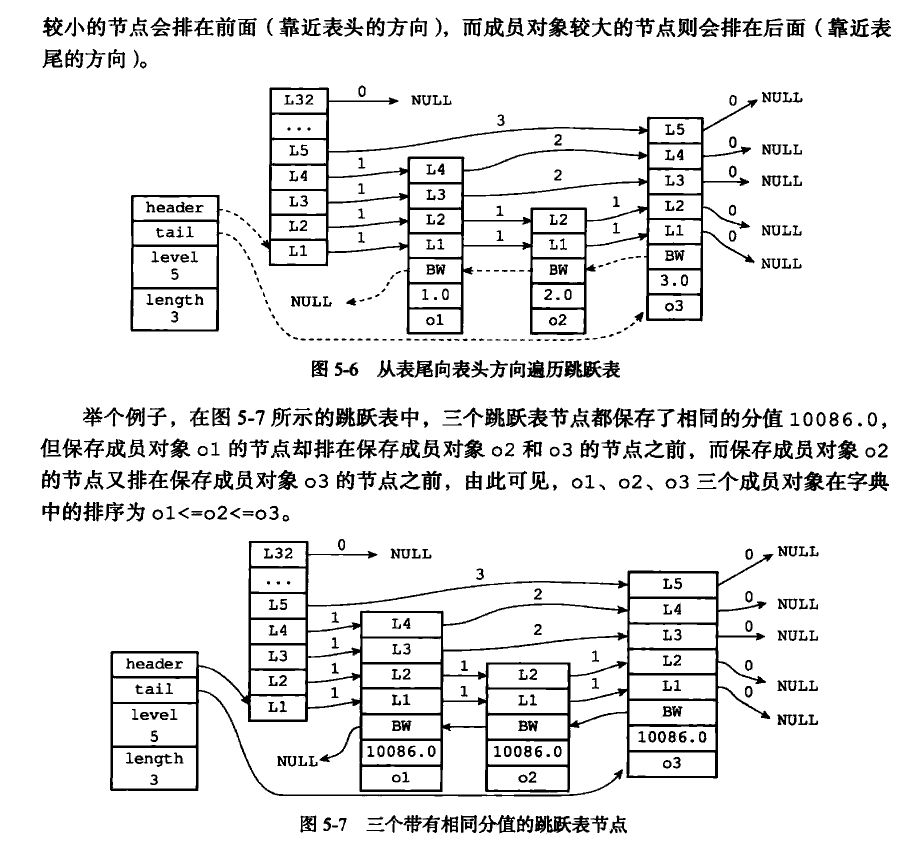 较小的节点会排在前面（靠近表头的方向），而成员对象较大的节点则会排在后面（靠近表
尾的方向）。
L32 0 NULL
...
L5 3 L5 0 NULL
L4 1 L4 2 L4 0 NULL
L3 1 L3 2 L3 0 NULL
header L2 1 L2 1 L2 1 L2 0 NULL
tail L1 1 L1 1 L1 1 L1 0 NULL
level BW BW BW
5
length NULL 1.0 2.0 3.0
3 o1 o2 o3
图 5-6 从表尾向表头方向遍历跳跃表
举个例子，在图 5-7 所示的跳跃表中，三个跳跃表节点都保存了相同的分值 10086.0，
但保存成员对象 o1 的节点却排在保存成员对象 o2 和 o3 的节点之前，而保存成员对象 o2
的节点又排在保存成员对象 o3 的节点之前，由此可见，o1、o2、o3 三个成员对象在字典
中的排序为 o1<=o2<=o3。
L32 0 NULL
...
L5 3 L5 0 NULL
L4 1 L4 2 L4 0 NULL
L3 1 L3 2 L3 0 NULL
header L2 1 L2 1 L2 1 L2 0 NULL
tail L1 1 L1 1 L1 1 L1 0 NULL
level BW BW BW
5
length NULL 10086.0 10086.0 10086.0
3 o1 o2 o3
图 5-7 三个带有相同分值的跳跃表节点